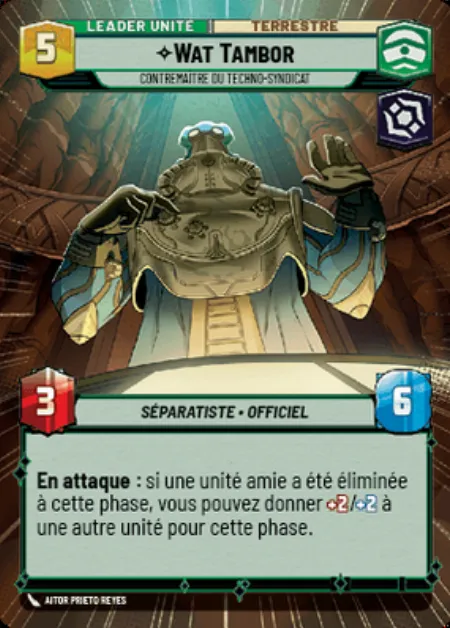 LEADER UNITÉ
TERRESTRE
5
Wat Tambor
CONTREMAÎTRE DU TECHNO-SYNDICAT
3
6
SÉPARATISTE • OFFICIEL
En attaque : si une unité amie a été éliminée
à cette phase, vous pouvez donner +2/+2 à
une autre unité pour cette phase.
AITOR PRIETO REYES